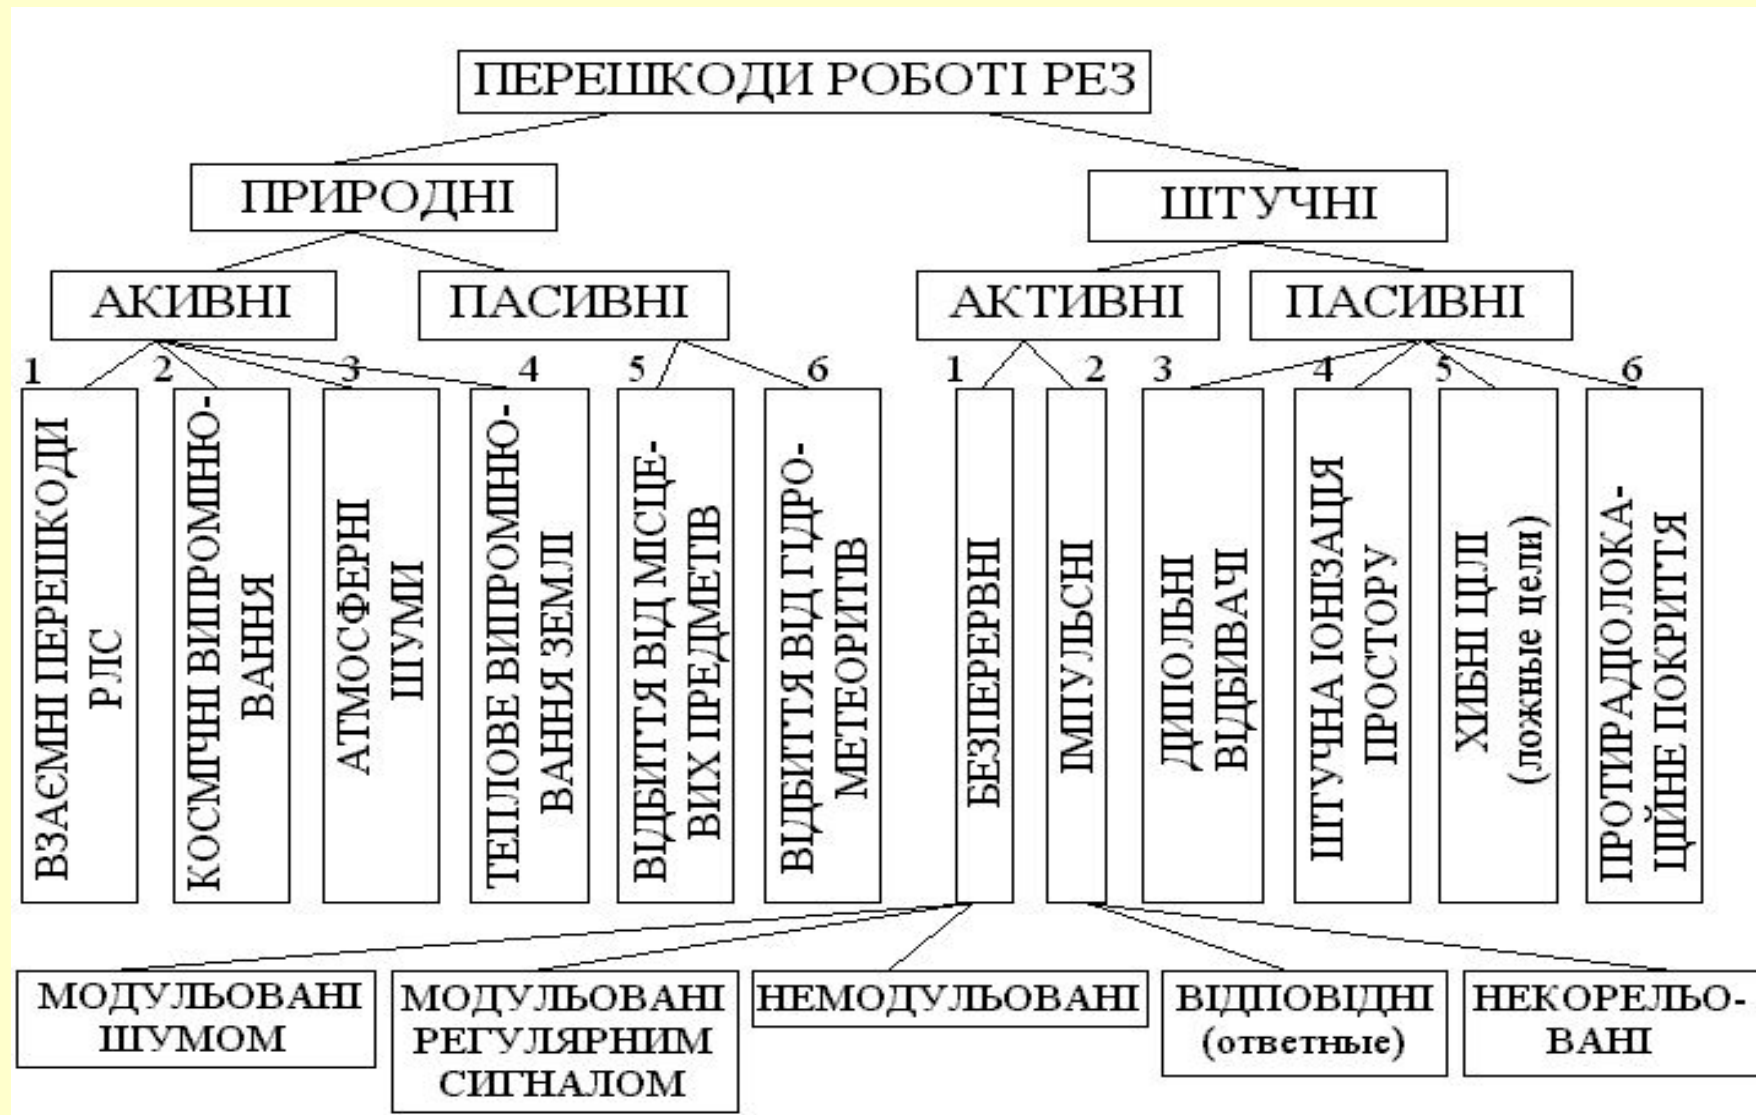 ПЕРЕШКОДИ РОБОТІ РЕЗ
ПРИРОДНІ
ШТУЧНІ
АКИВНІ
ПАСИВНІ
АКТИВНІ
ПАСИВНІ
1
2
3
4
5
6
1
2
3
4
5
6
ВЗАЄМНІ ПЕРЕШКОДИ
РЛС
КОСМІЧНІ ВИПРОМІНЮ-
ВАННЯ
АТМОСФЕРНІ
ШУМИ
ТЕПЛОВЕ ВИПРОМІНЮ-
ВАННЯ ЗЕМЛІ
ВІДБИТТЯ ВІД МІСЦЕ-
ВИХ ПРЕДМЕТІВ
ВІДБИТТЯ ВІД ГІДРО-
МЕТЕОРИТІВ
БЕЗПЕРЕРВНІ
ІМПУЛЬСНІ
ДИПОЛЬНІ
ВІДБИВАЧІ
ШТУЧНА ІОНІЗАЦІЯ
ПРОСТОРУ
ХИБНІ ЦІЛІ
(ложные цели)
ПРОТИРАДІОЛОКА-
ЦІЙНЕ ПОКРИТТЯ
МОДУЛЬОВАНІ
ШУМОМ
МОДУЛЬОВАНІ
РЕГУЛЯРНИМ
СИГНАЛОМ
НЕМОДУЛЬОВАНІ
ВІДПОВІДНІ
(ответные)
НЕКОРЕЛЬО-
ВАНІ